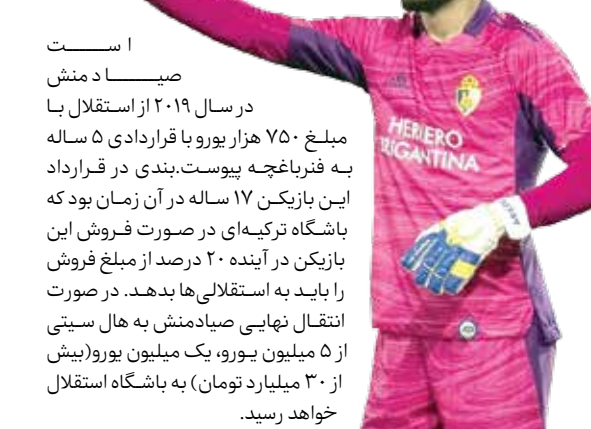 است
صیادمنش
در سال ۲۰۱۹ از استقلال با
مبلغ ۷۵۰ هزار یورو با قراردادی ۵ ساله
به فنرباغچه پیوست.بندی در قرارداد
این بازیکن ۱۷ ساله در آن زمان بود که
باشگاه ترکیه‌ای در صورت فروش این
بازیکن در آینده ۲۰ درصد از مبلغ فروش
را باید به استقلالی‌ها بدهد. در صورت
انتقال نهایی صیادمنش به هال سیتی
از ۵ میلیون یورو، یک میلیون یورو(بیش
از ۳۰ میلیارد تومان) به باشگاه استقلال
خواهد رسید.
HERRERO
BRIGANTINA